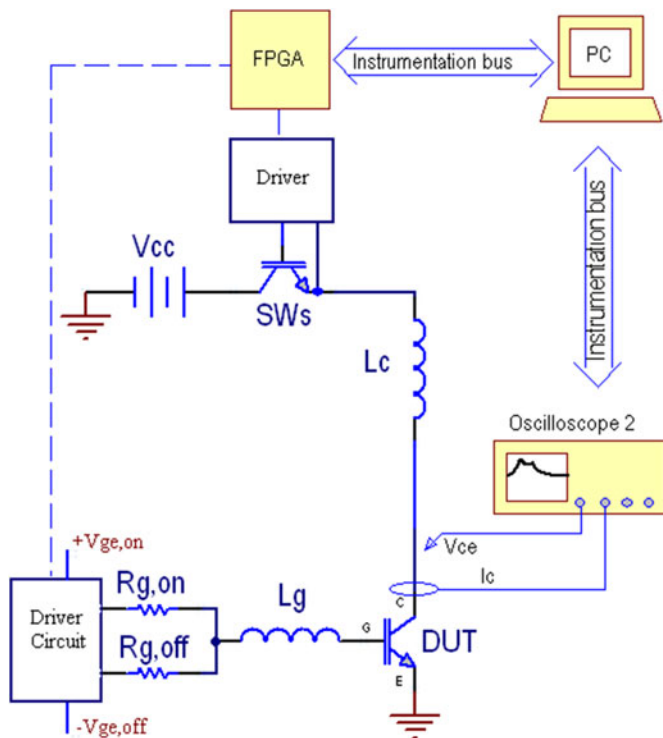 FPGA
Instrumentation bus
PC
Driver
Instrumentation bus
Vcc
SWs
Lc
Oscilloscope 2
Vce
Ic
+Vge,on
Rg,on
Lg
C
G
DUT
Driver
Circuit
Rg,off
E
-Vge,off